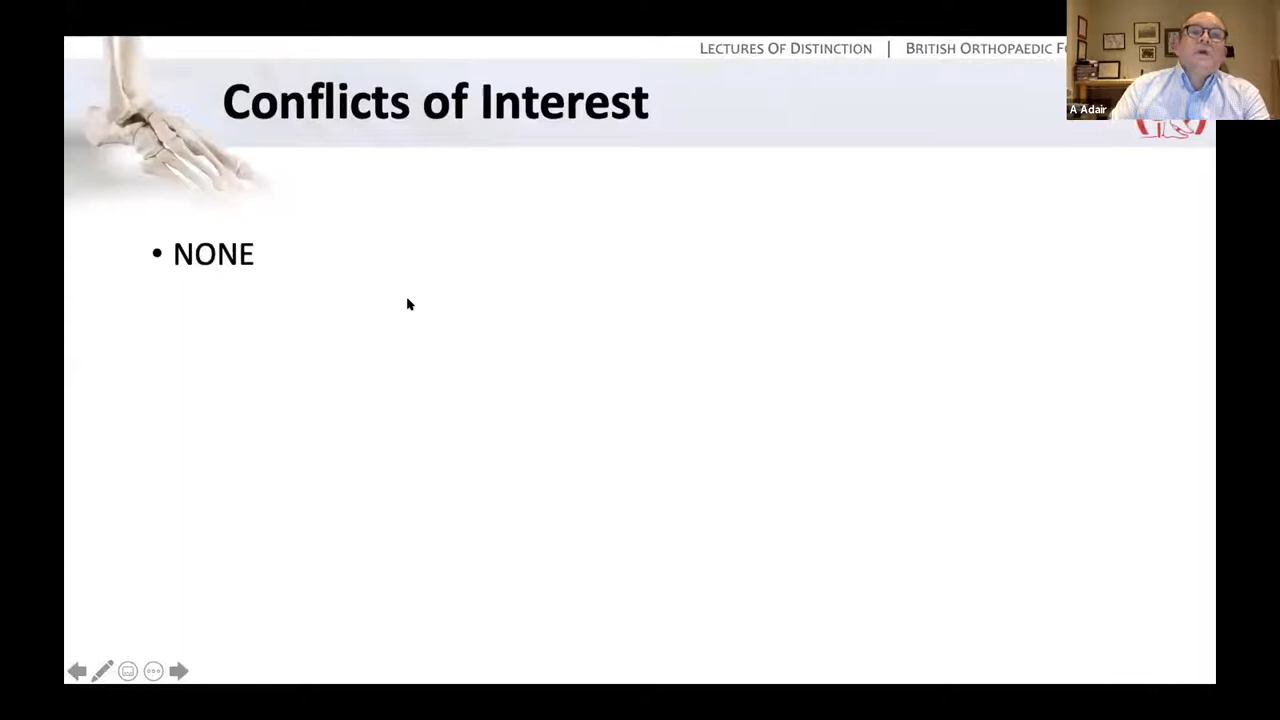 LECTURES OF DISTINCTION | BRITISH ORTHOPAEDIC
Conflicts of Interest
A Adair
• NONE